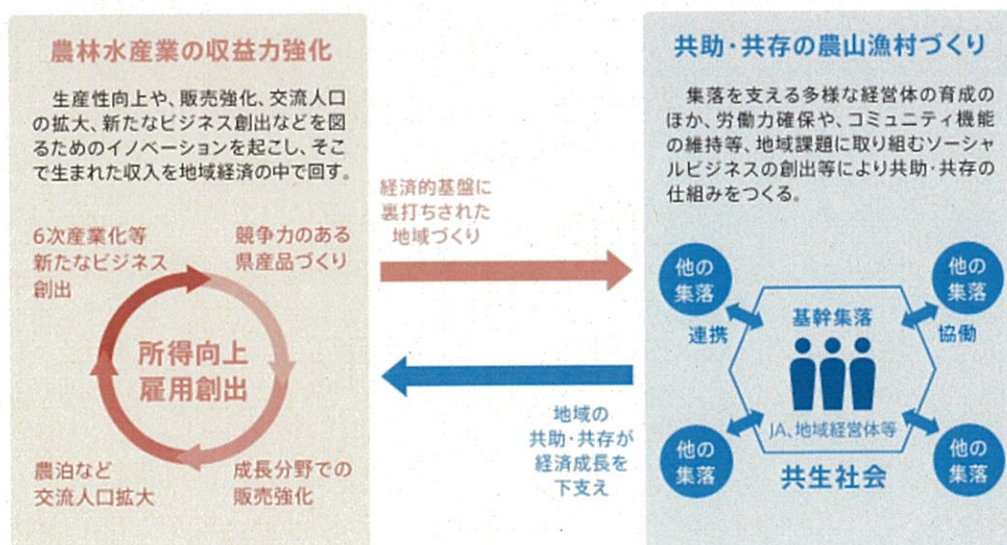 農林水産業の収益力強化
生産性向上や、販売強化、交流人口
の拡大、新たなビジネス創出などを図
るためのイノベーションを起こし、そこ
で生まれた収入を地域経済の中で回す。
6次産業化等
新たなビジネス
創出
競争力のある
県産品づくり
所得向上
雇用創出
農泊など
交流人口拡大
成長分野での
販売強化
経済的基盤に
裏打ちされた
地域づくり
地域の
共助・共存が
経済成長を
下支え
共助・共存の農山漁村づくり
集落を支える多様な経営体の育成の
ほか、労働力確保や、コミュニティ機能
の維持等、地域課題に取り組むソーシャ
ルビジネスの創出等により共助・共存の
仕組みをつくる。
他の
集落
他の
集落
連携
基幹集落
協働
JA、地域経営体等
他の
集落
他の
集落
共生社会